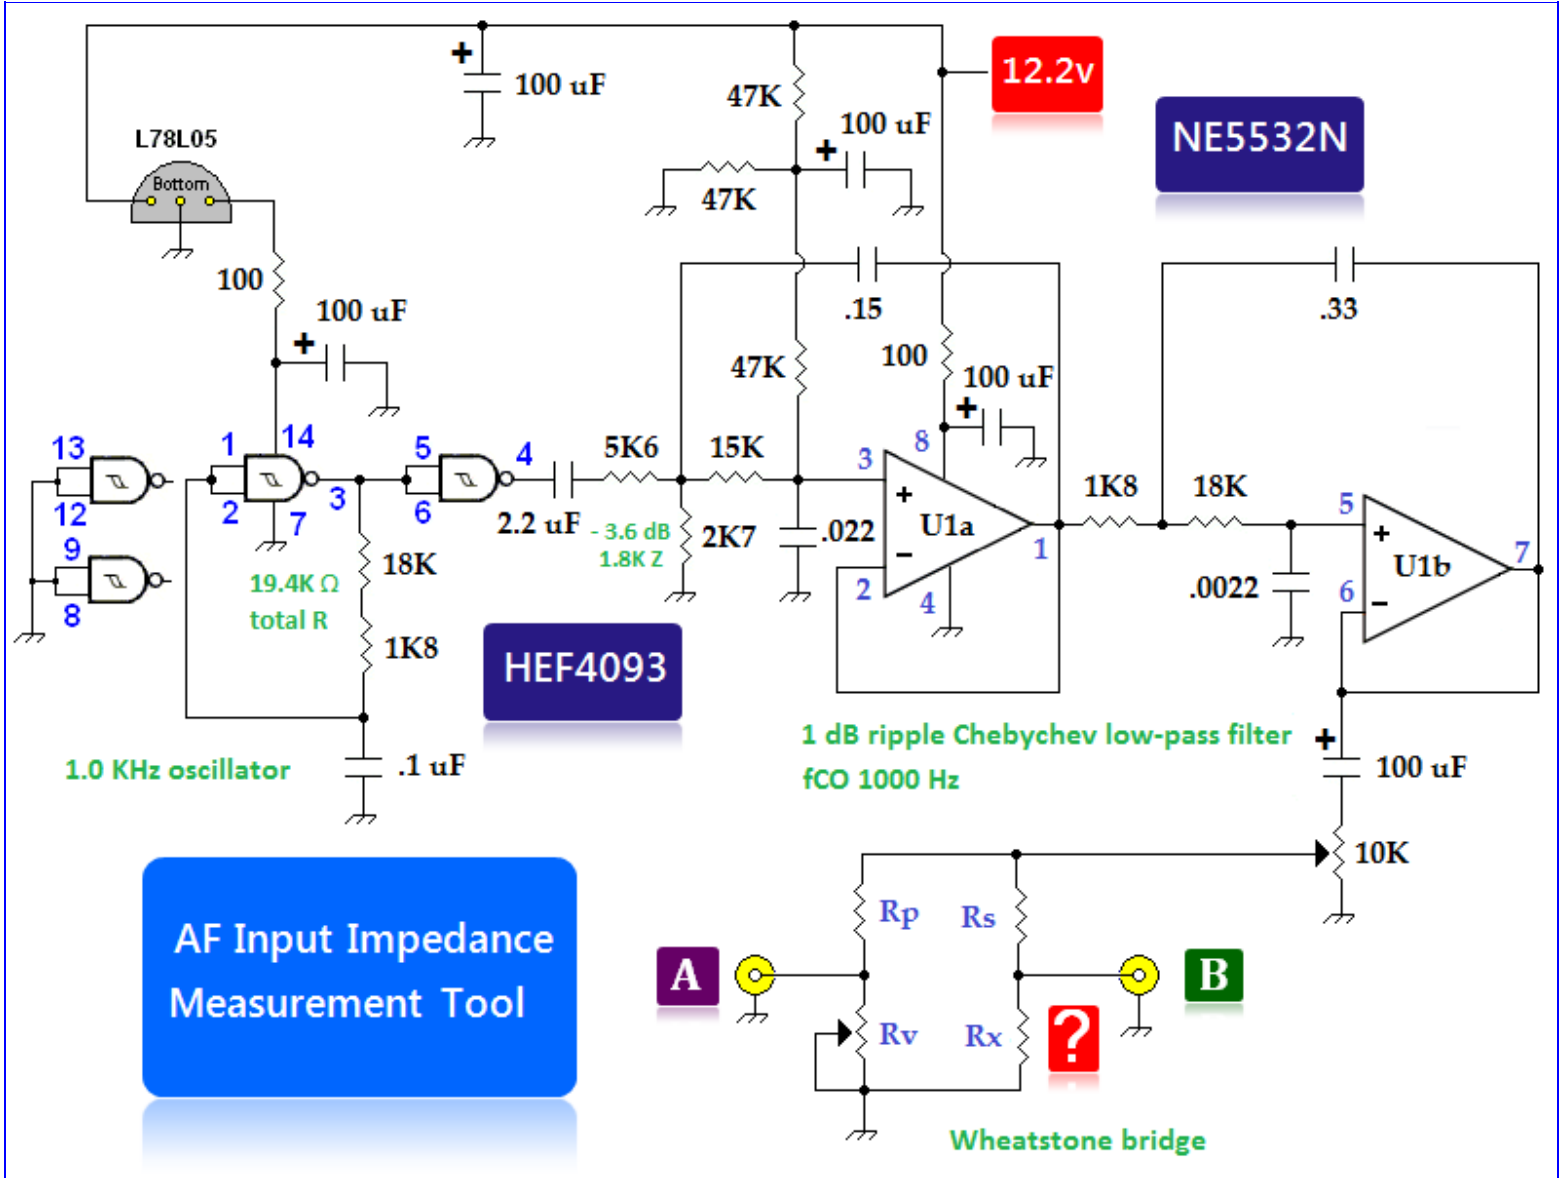 12.2v
+
100 uF
47K
NE5532N
100 uF
+
L78L05
Bottom
47K
100
100 uF
+
.15
.33
47K
100
100 uF
+
13
12
9
8
1
2
14
7
3
5
6
4
5K6
15K
3
8
1K8
18K
5
2.2 uF
- 3.6 dB
1.8K Z
2K7
.022
+
U1a
-
1
2
4
+
U1b
7
6
-
.0022
19.4K Ω
total R
18K
1K8
HEF4093
1.0 KHz oscillator
.1 uF
1 dB ripple Chebychev low-pass filter
fCO 1000 Hz
+
100 uF
10K
AF Input Impedance
Measurement Tool
Rp
Rs
A
B
Rv
Rx
?
Wheatstone bridge